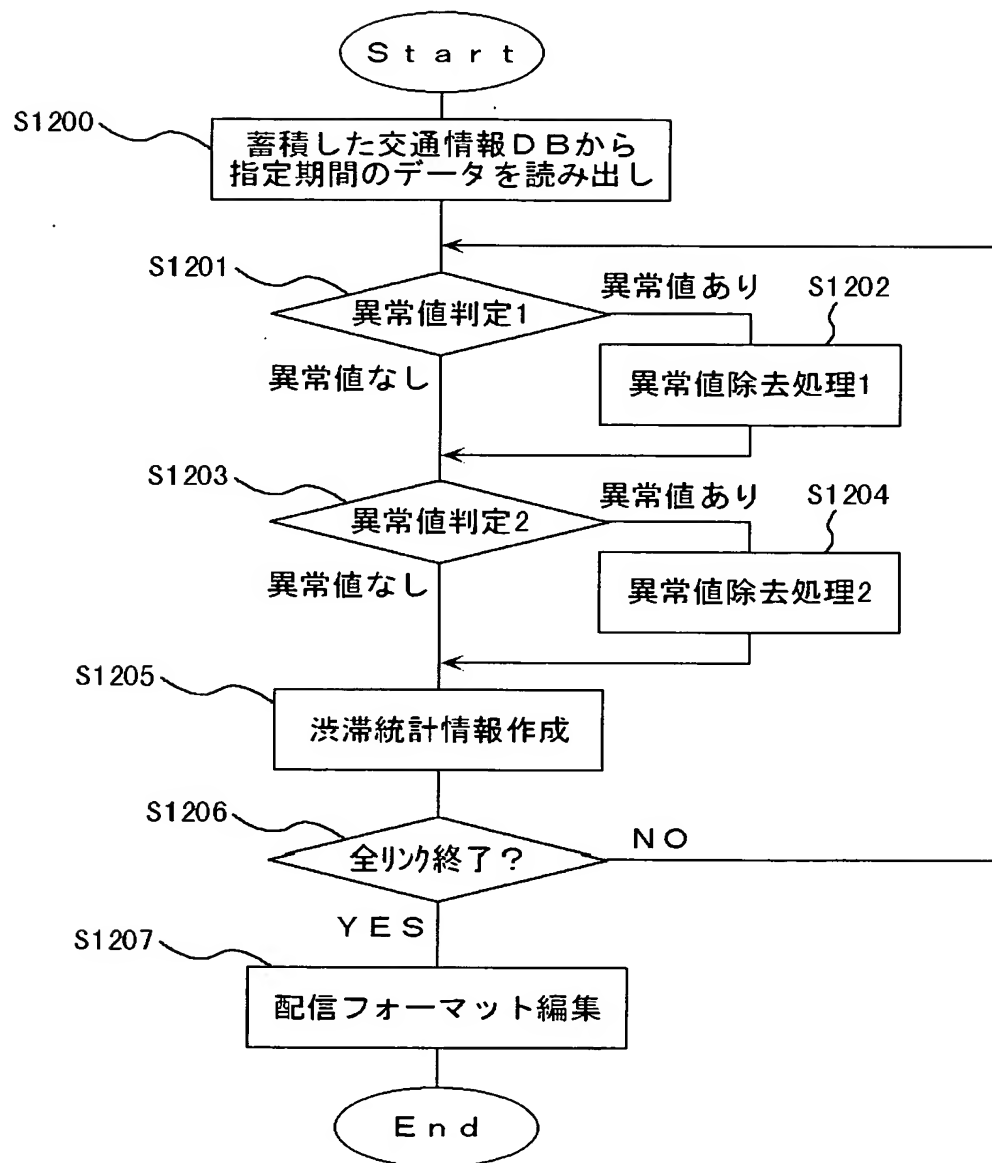 Start
S1200
蓄積した交通情報DBから
指定期間のデータを読み出し
S1201
異常値判定1
異常値あり
S1202
異常値除去処理1
異常値なし
S1203
異常値判定2
異常値あり
S1204
異常値除去処理2
異常値なし
S1205
渋滞統計情報作成
S1206
全リンク終了?
NO
YES
S1207
配信フォーマット編集
End